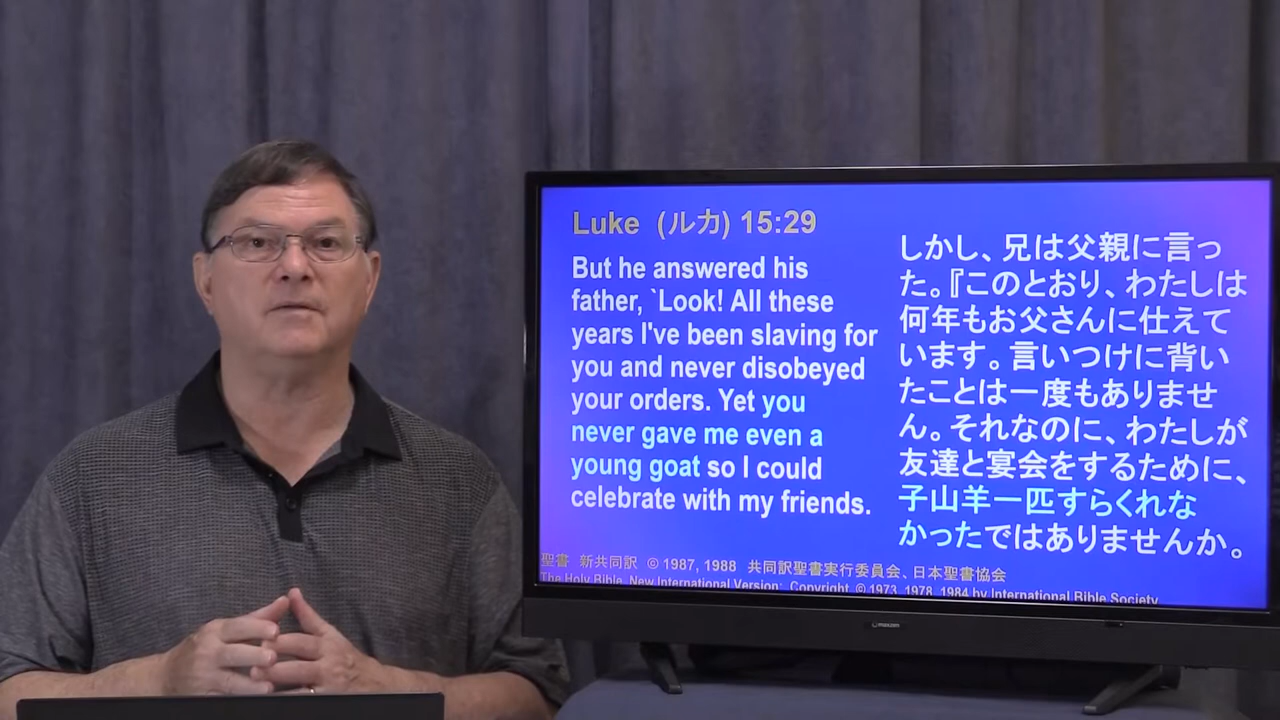 Luke (ルカ) 15:29
But he answered his
father, `Look! All these
years I've been slaving for
you and never disobeyed
your orders. Yet you
never gave me even a
young goat so I could
celebrate with my friends.
しかし、兄は父親に言っ
た。『このとおり、わたしは
何年もお父さんに仕えて
います。言いつけに背い
たことは一度もありませ
ん。それなのに、わたしが
友達と宴会をするために、
子山羊一匹すらくれな
かったではありませんか。
聖書 新共同訳 © 1987, 1988 共同訳聖書実行委員会、日本聖書協会
The Holy Bible, New International Version; Copyright © 1973, 1978, 1984 by International Bible Society
maxzen